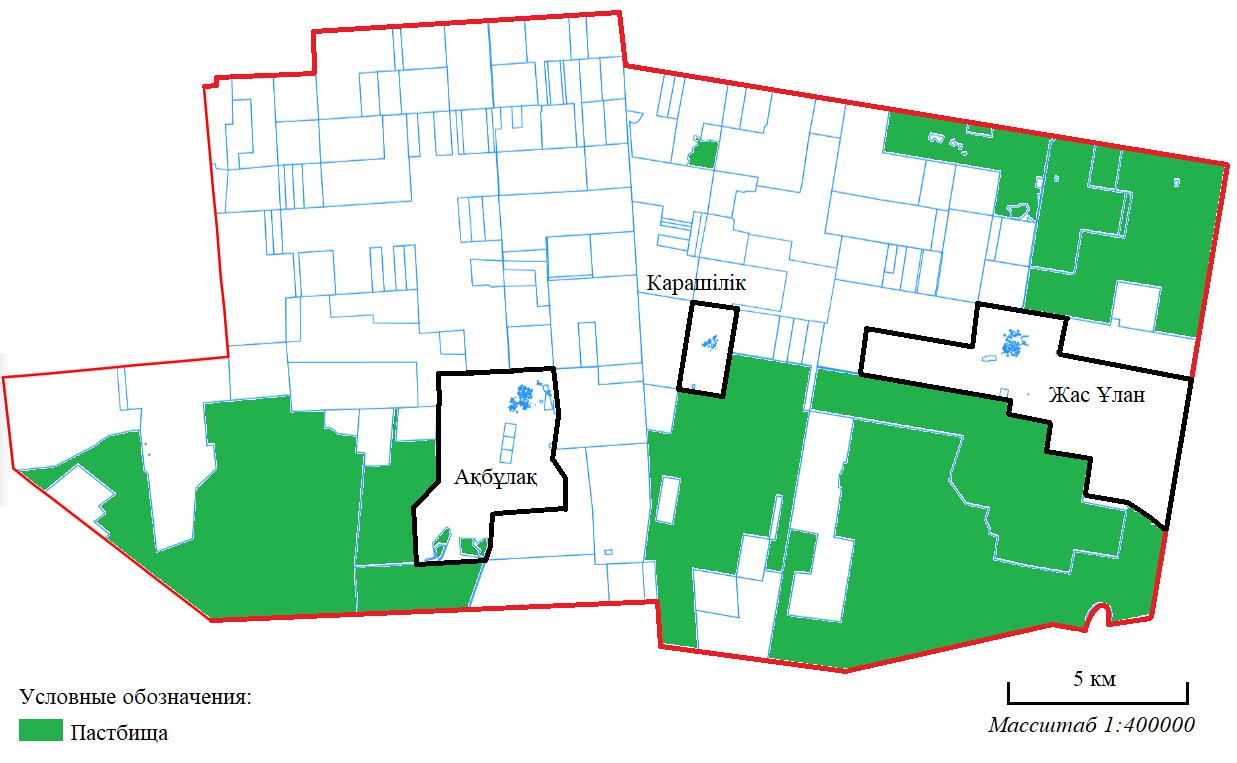 Карашілік
Жас Ұлан
Ақбұлақ
5 км
Условные обозначения:
Масштаб 1:400000
Пастбища